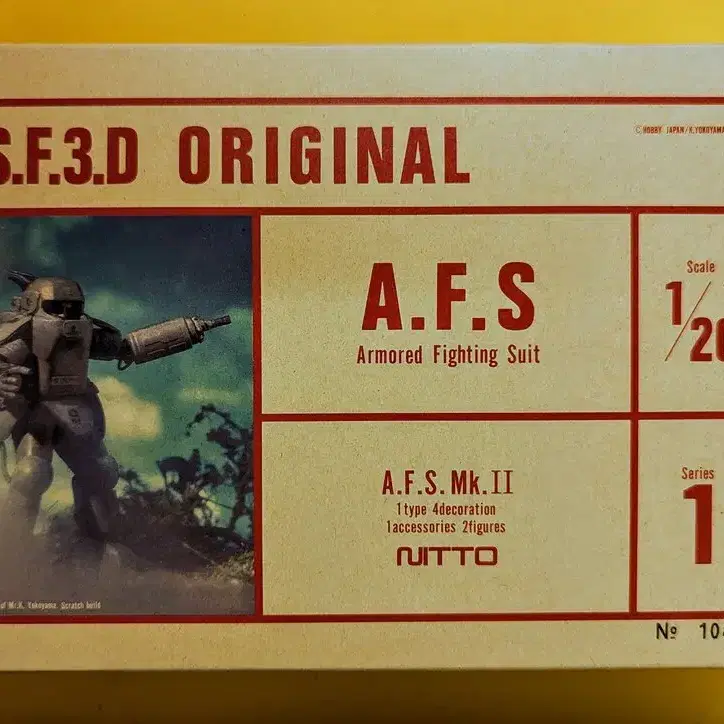 S.F.3.D ORIGINAL
© HOBBY JAPAN/K.YOKOYAMA
A.F.S
Armored Fighting Suit
Scale
1/20
A.F.S. Mk.II
1type 4decoration
1accessories 2figures
NITTO
Series
1
of Mr.K. Yokoyama. Scratch build
№ 10